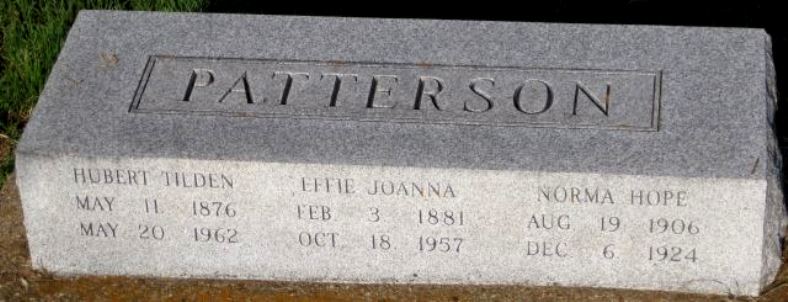 PATTERSON
HUBERT TILDEN
MAY 11 1876
MAY 20 1962
EFFIE JOANNA
FEB 3 1881
OCT 18 1957
NORMA HOPE
AUG 19 1906
DEC 6 1924